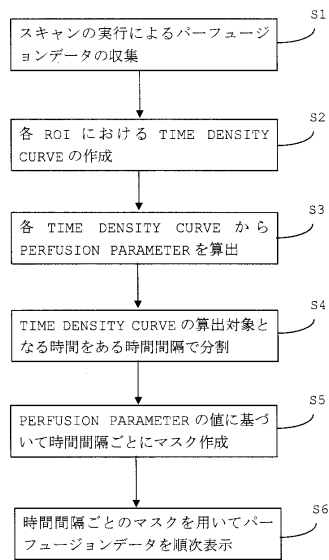 S1
スキャンの実行によるパーフュージ
ョンデータの収集
S2
各 ROI における TIME DENSITY
CURVE の作成
S3
各 TIME DENSITY CURVE から
PERFUSION PARAMETER を算出
S4
TIME DENSITY CURVE の算出対象と
なる時間をある時間間隔で分割
S5
PERFUSION PARAMETER の値に基づ
いて時間間隔ごとにマスク作成
S6
時間間隔ごとのマスクを用いてパー
フュージョンデータを順次表示